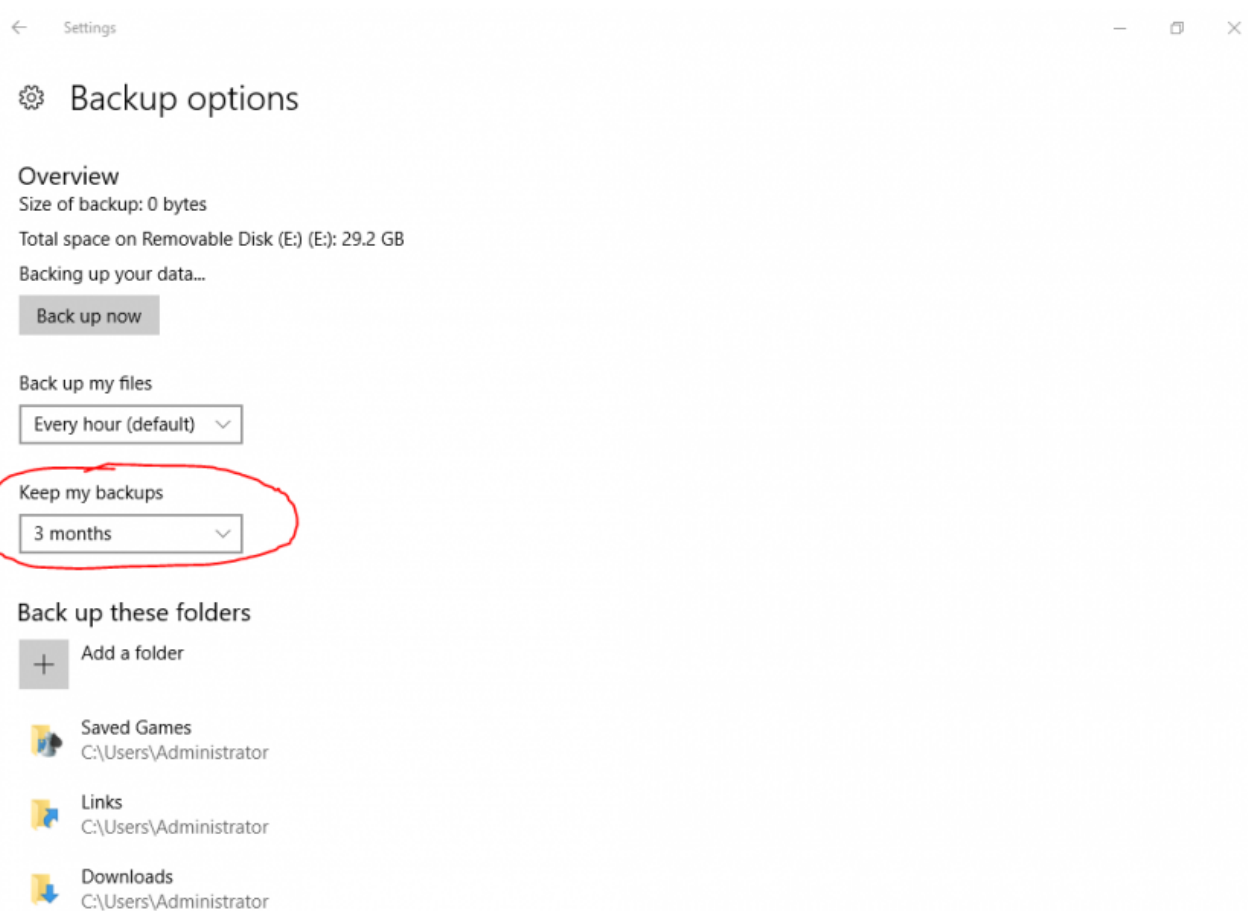 Settings
Backup options
Overview
Size of backup: 0 bytes
Total space on Removable Disk (E:) (E:): 29.2 GB
Backing up your data...
Back up now
Back up my files
Every hour (default)
Keep my backups
3 months
Back up these folders
Add a folder
Saved Games
C:\Users\Administrator
Links
C:\Users\Administrator
Downloads
C:\Users\Administrator